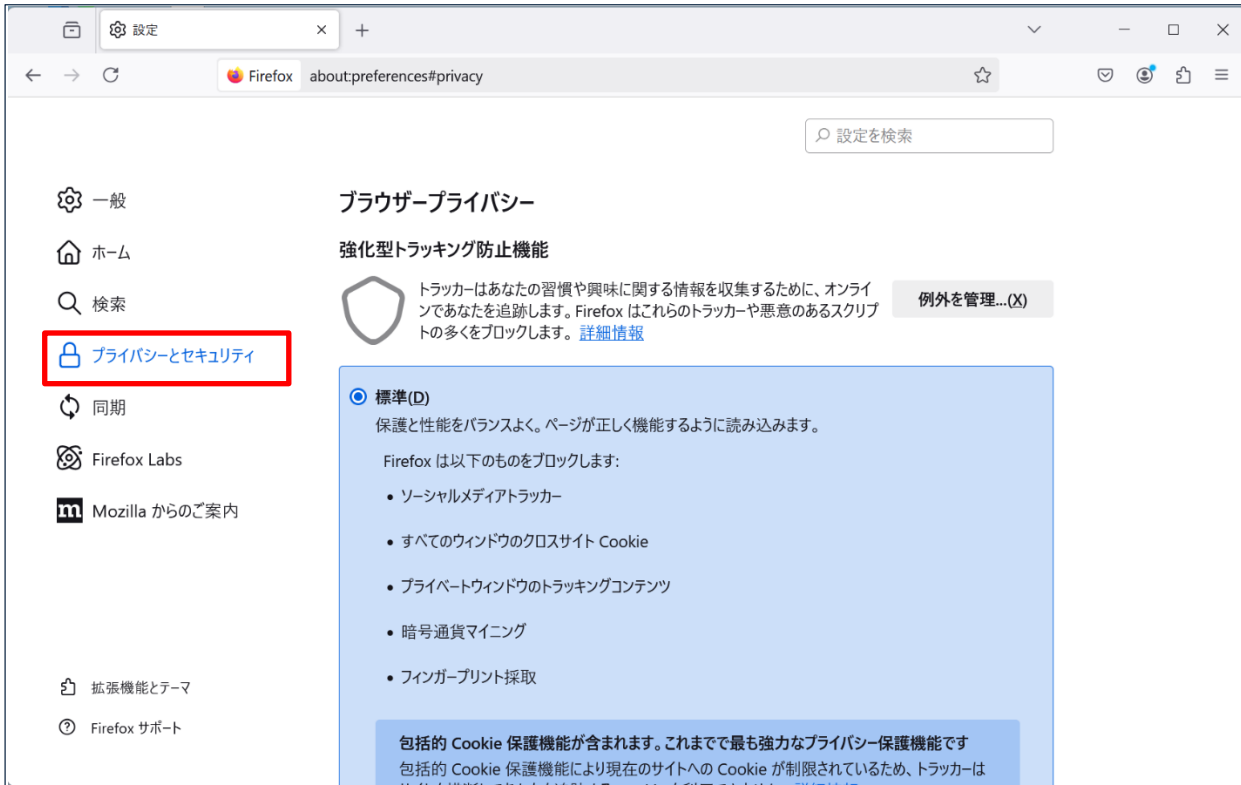 設定
Firefox about:preferences#privacy
設定を検索
一般
ホーム
検索
プライバシーとセキュリティ
同期
Firefox Labs
Mozilla からのご案内
拡張機能とテーマ
Firefox サポート
ブラウザープライバシー
強化型トラッキング防止機能
トラッカーはあなたの習慣や興味に関する情報を収集するために、オンライ
ンであなたを追跡します。Firefox はこれらのトラッカーや悪意のあるスクリプ
トの多くをブロックします。 詳細情報
例外を管理...(X)
標準(D)
保護と性能をバランスよく。ページが正しく機能するように読み込みます。
Firefox は以下のものをブロックします:
• ソーシャルメディアトラッカー
• すべてのウィンドウのクロスサイト Cookie
• プライベートウィンドウのトラッキングコンテンツ
• 暗号通貨マイニング
• フィンガープリント採取
包括的 Cookie 保護機能が含まれます。これまでで最も強力なプライバシー保護機能です
包括的 Cookie 保護機能により現在のサイトへの Cookie が制限されているため、トラッカーは